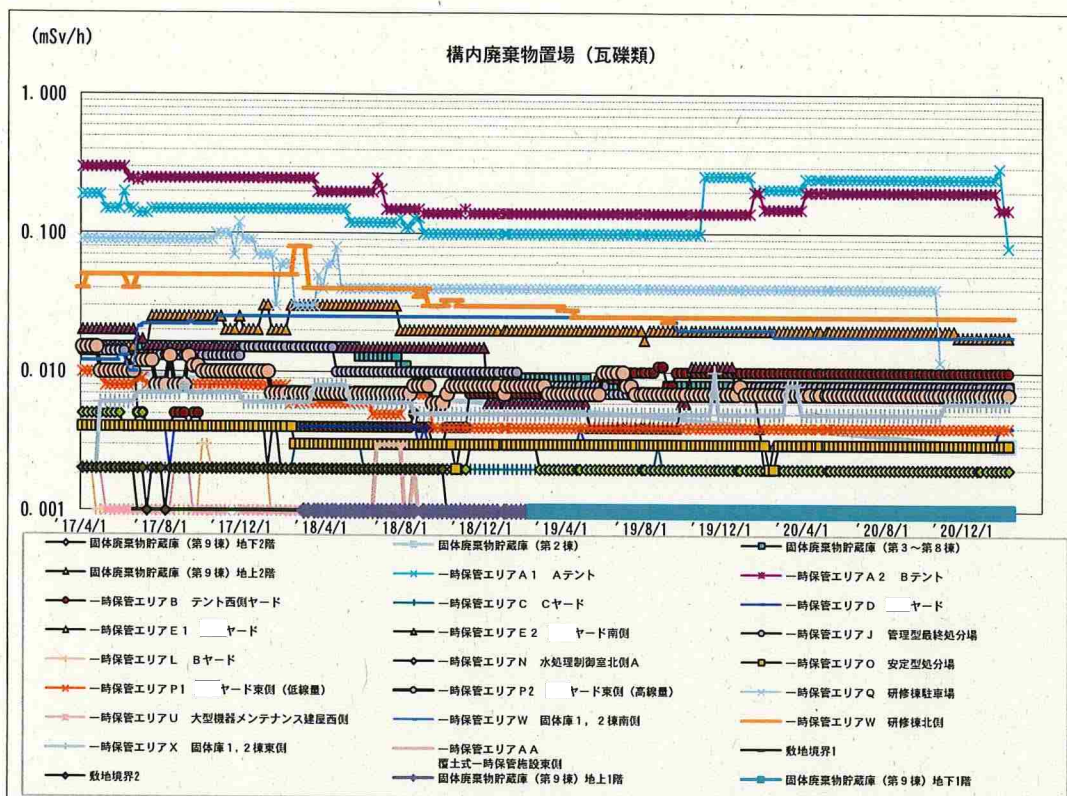 (mSv/h)
構内廃棄物置場（瓦礫類）
1.000
0.100
0.010
0.001
'17/4/1 '17/8/1 '17/12/1 '18/4/1 '18/8/1 '18/12/1 '19/4/1 '19/8/1 '19/12/1 '20/4/1 '20/8/1 '20/12/1
固体廃棄物貯蔵庫（第9棟）地下2階
固体廃棄物貯蔵庫（第2棟）
固体廃棄物貯蔵庫（第3～第8棟）
固体廃棄物貯蔵庫（第9棟）地上2階
一時保管エリアA1 Aテント
一時保管エリアA2 Bテント
一時保管エリアB テント西側ヤード
一時保管エリアC Cヤード
一時保管エリアD ヤード
一時保管エリアE1 ヤード
一時保管エリアE2 ヤード南側
一時保管エリアJ 管理型最終処分場
一時保管エリアL Bヤード
一時保管エリアN 水処理制御室北側A
一時保管エリアO 安定型処分場
一時保管エリアP1 ヤード東側（低線量）
一時保管エリアP2 ヤード東側（高線量）
一時保管エリアQ 研修棟駐車場
一時保管エリアU 大型機器メンテナンス建屋西側
一時保管エリアW 固体庫1,2棟南側
一時保管エリアW 研修棟北側
一時保管エリアX 固体庫1,2棟東側
一時保管エリアAA
覆土式一時保管施設東側
敷地境界1
敷地境界2
固体廃棄物貯蔵庫（第9棟）地上1階
固体廃棄物貯蔵庫（第9棟）地下1階